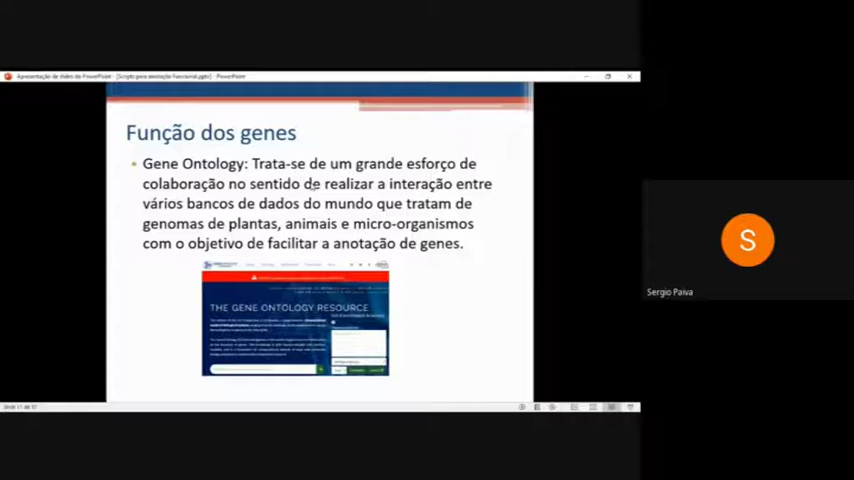 Apresentação de slides do PowerPoint - [Scripts para anotação Funcional.pptx] - PowerPoint
Função dos genes
• Gene Ontology: Trata-se de um grande esforço de
colaboração no sentido de realizar a interação entre
vários bancos de dados do mundo que tratam de
genomas de plantas, animais e micro-organismos
com o objetivo de facilitar a anotação de genes.
THE GENE ONTOLOGY RESOURCE
S
Sergio Paiva